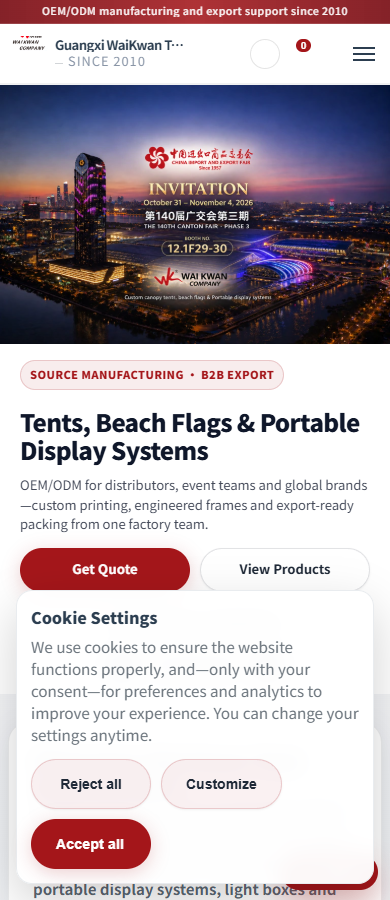 OEM/ODM manufacturing and export support since 2010
WAIKWAN
COMPANY
Guangxi WaiKwan T···
— SINCE 2010
0
中国进出口商品交易会
Since 1957
INVITATION
October 31 – November 4, 2026
第140届广交会第三期
THE 140TH CANTON FAIR · PHASE 3
BOOTH NO
12.1F29-30
WAI KWAN
COMPANY
Custom canopy tents, beach flags & Portable display systems
SOURCE MANUFACTURING • B2B EXPORT
Tents, Beach Flags & Portable
Display Systems
OEM/ODM for distributors, event teams and global brands
—custom printing, engineered frames and export-ready
packing from one factory team.
Get Quote
View Products
Cookie Settings
We use cookies to ensure the website
functions properly, and—only with your
consent—for preferences and analytics to
improve your experience. You can change your
settings anytime.
Reject all
Customize
Accept all
portable display systems, light boxes and